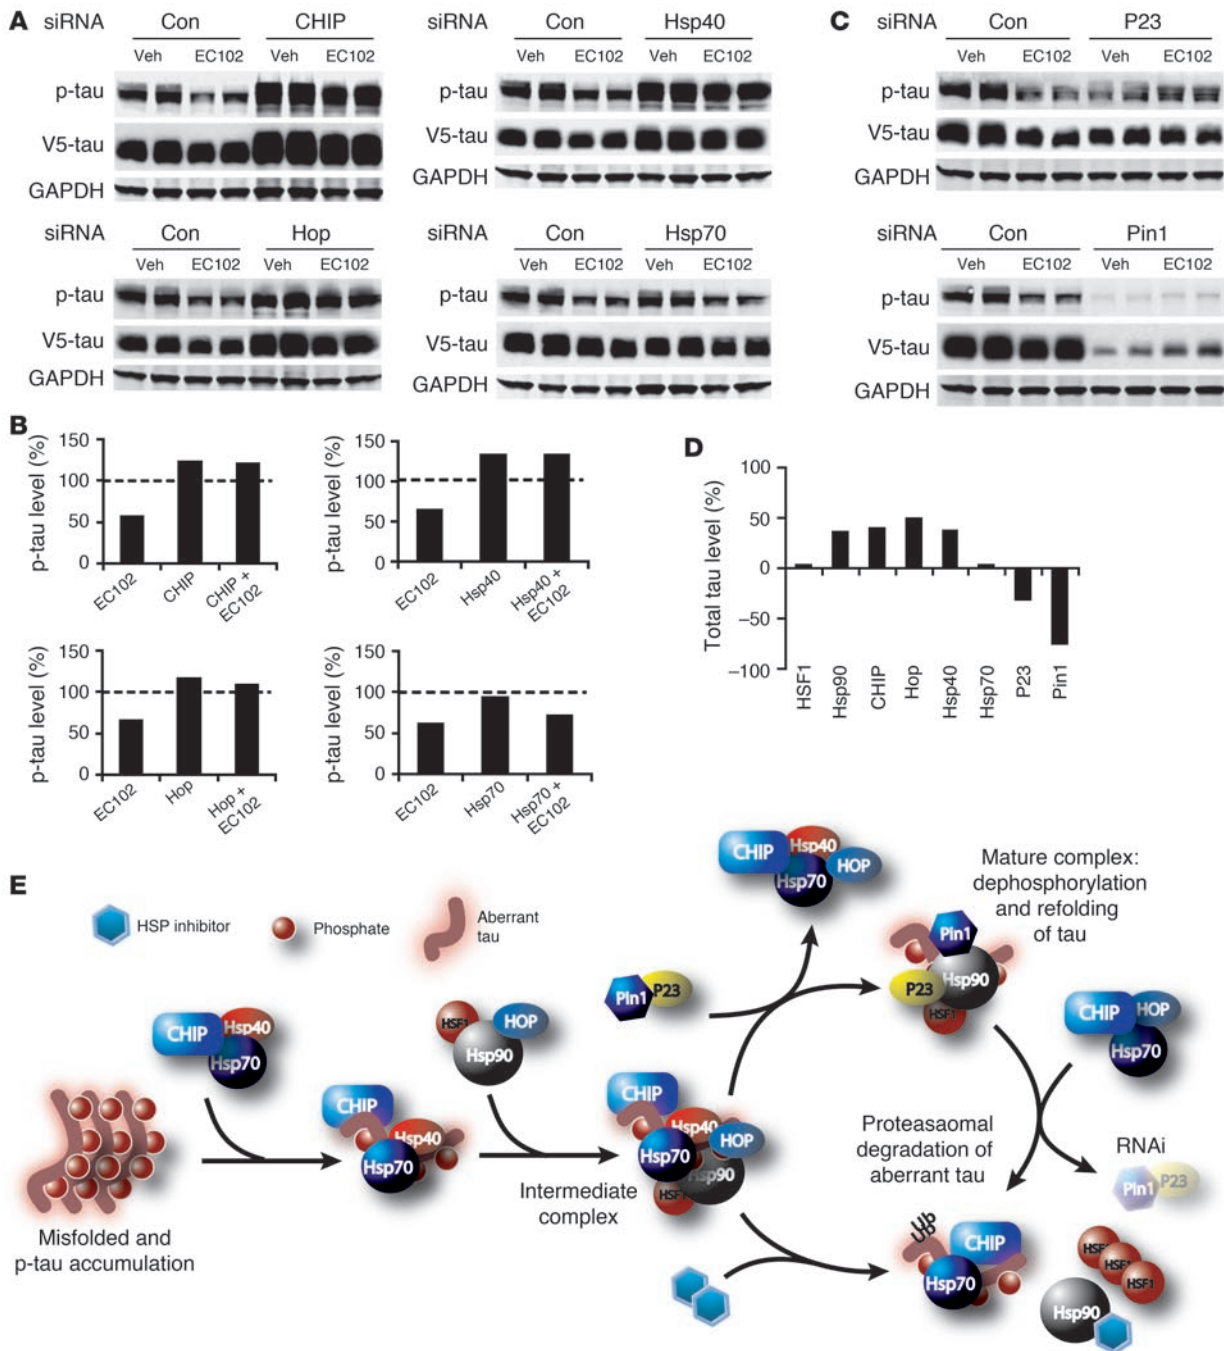 A
siRNA Con CHIP
Veh EC102 Veh EC102
p-tau
V5-tau
GAPDH
siRNA Con Hsp40
Veh EC102 Veh EC102
p-tau
V5-tau
GAPDH
siRNA Con Hop
Veh EC102 Veh EC102
p-tau
V5-tau
GAPDH
siRNA Con Hsp70
Veh EC102 Veh EC102
p-tau
V5-tau
GAPDH
C
siRNA Con P23
Veh EC102 Veh EC102
p-tau
V5-tau
GAPDH
siRNA Con Pin1
Veh EC102 Veh EC102
p-tau
V5-tau
GAPDH
B
p-tau level (%)
150
100
50
0
EC102
CHIP
CHIP +
EC102
p-tau level (%)
150
100
50
0
EC102
Hsp40
Hsp40 +
EC102
p-tau level (%)
150
100
50
0
EC102
Hop
Hop +
EC102
p-tau level (%)
150
100
50
0
EC102
Hsp70
Hsp70 +
EC102
D
Total tau level (%)
100
50
0
−50
−100
HSF1
Hsp90
CHIP
Hop
Hsp40
Hsp70
P23
Pin1
E
HSP inhibitor
Phosphate
Aberrant
tau
CHIP
Hsp40
Hsp70
Misfolded and
p-tau accumulation
CHIP
Hsp40
Hsp70
HSF1
HOP
Hsp90
CHIP
Hsp40
HOP
Hsp70
Hsp90
HSF1
Intermediate
complex
Pin1
P23
CHIP
Hsp40
HOP
Hsp70
Mature complex:
dephosphorylation
and refolding
of tau
Pin1
P23
Hsp90
HSF1
CHIP
HOP
Hsp70
Proteasaomal
degradation of
aberrant tau
RNAi
Pin1
P23
Ub
Ub
CHIP
Hsp70
HSF1
HSF1
HSF1
Hsp90